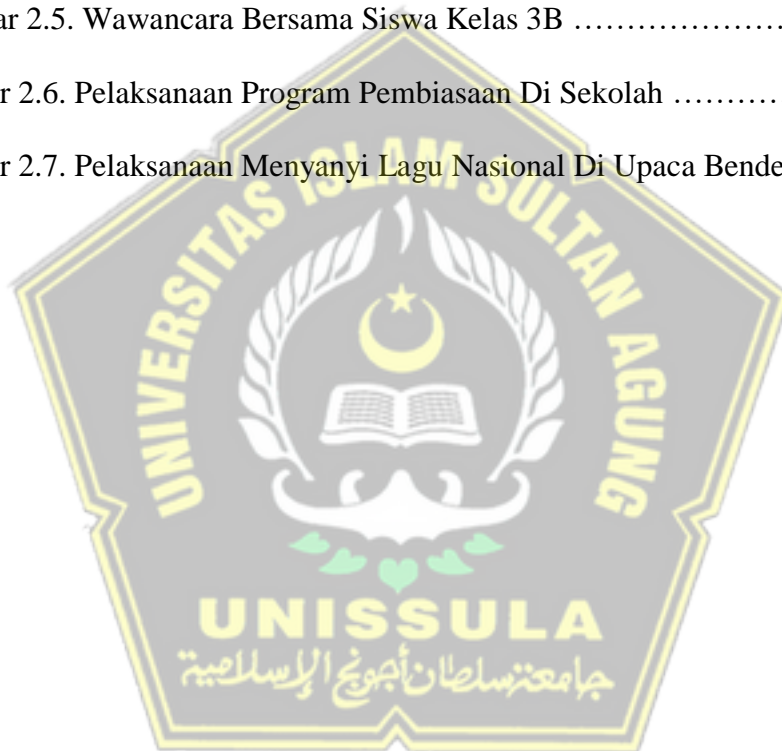 ar 2.5. Wawancara Bersama Siswa Kelas 3B …………………
r 2.6. Pelaksanaan Program Pembiasaan Di Sekolah ……….
r 2.7. Pelaksanaan Menyanyi Lagu Nasional Di Upaca Bende
UNIVERSITAS ISLAM SULTAN AGUNG
UNISSULA
جامعة سلطان أجونج الإسلامية